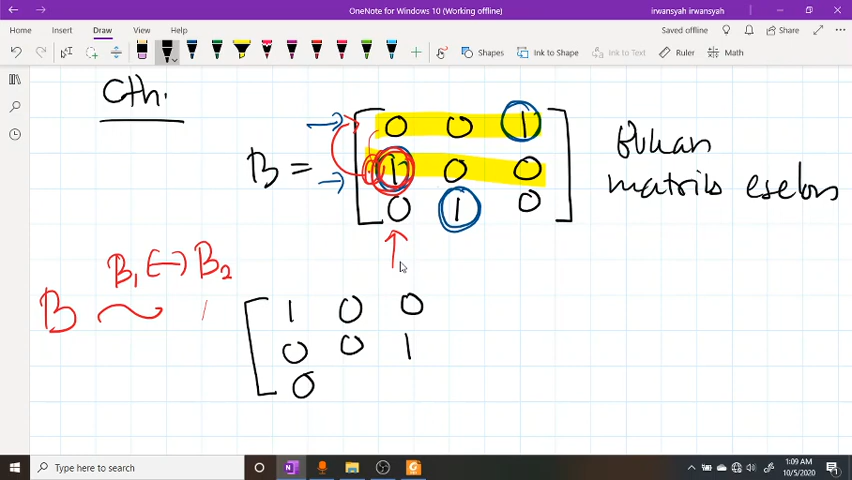 OneNote for Windows 10 (Working offline)
irwansyah irwansyah
Home Insert Draw View Help
Saved offline
Shapes Ink to Shape Ink to Text Ruler Math
Cth.
0 0 1
B = 1 0 0
0 1 0
Bukan
matriks eselon
B1 ↔ B2
B ~
1 0 0
0 0 1
0
Type here to search
1:09 AM
10/5/2020